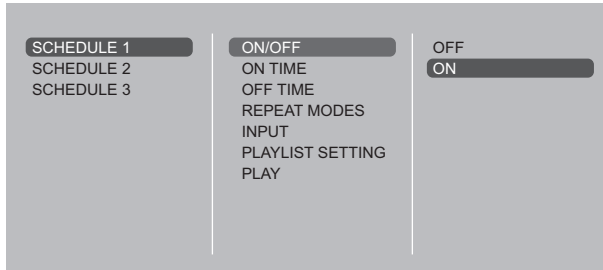 SCHEDULE 1
SCHEDULE 2
SCHEDULE 3
ON/OFF
ON TIME
OFF TIME
REPEAT MODES
INPUT
PLAYLIST SETTING
PLAY
OFF
ON